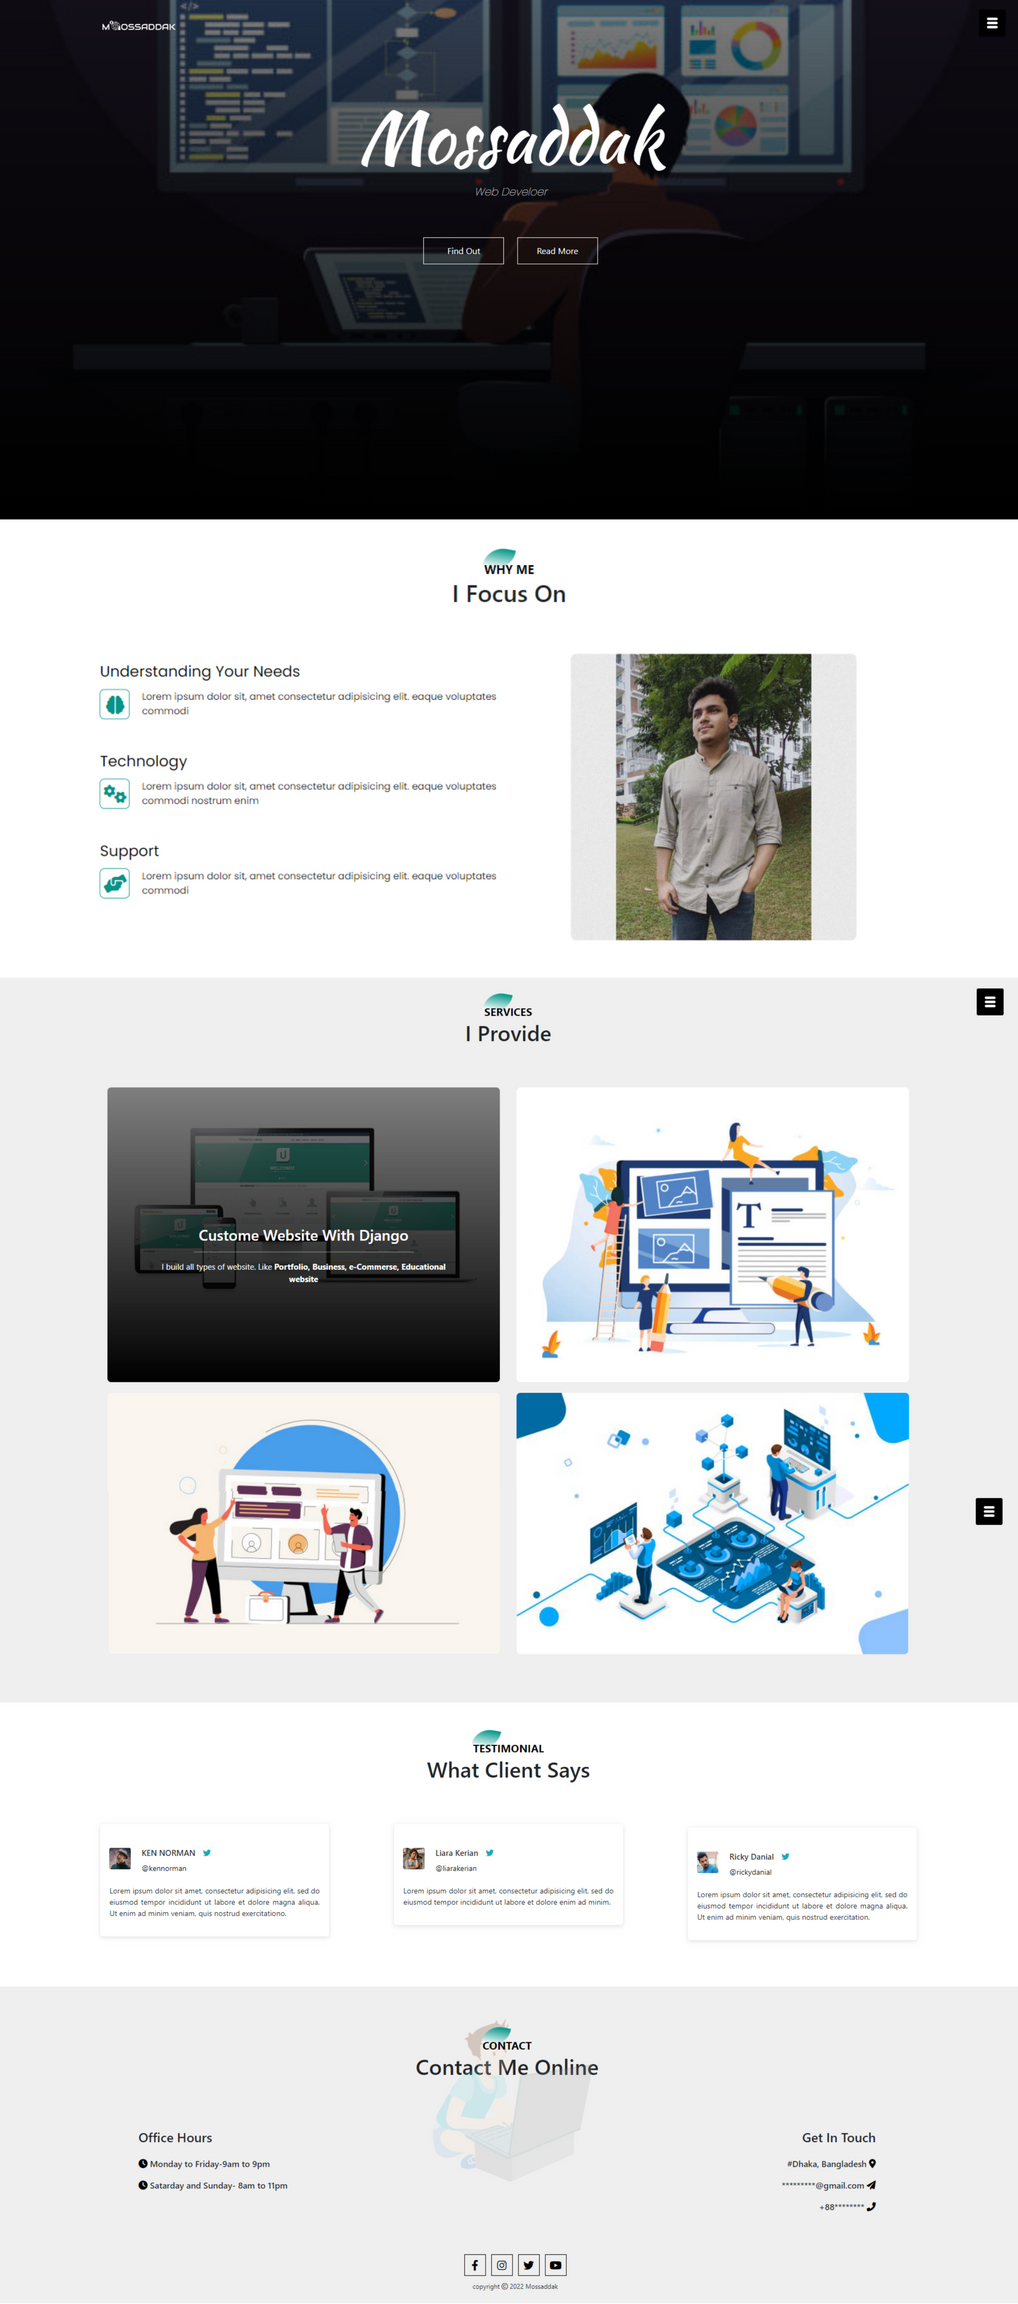 MOSSADDAK
Mossaddak
Web Develoer
Find Out
Read More
WHY ME
I Focus On
Understanding Your Needs
Lorem ipsum dolor sit, amet consectetur adipisicing elit. eaque voluptates
commodi
Technology
Lorem ipsum dolor sit, amet consectetur adipisicing elit. eaque voluptates
commodi nostrum enim
Support
Lorem ipsum dolor sit, amet consectetur adipisicing elit. eaque voluptates
commodi
SERVICES
I Provide
WELCOME
Custome Website With Django
I build all types of website. Like Portfolio, Business, e-Commerse, Educational
website
T
TESTIMONIAL
What Client Says
KEN NORMAN
@kennorman
Lorem ipsum dolor sit amet, consectetur adipisicing elit, sed do
eiusmod tempor incididunt ut labore et dolore magna aliqua.
Ut enim ad minim veniam, quis nostrud exercitationo.
Liara Kerian
@liarakerian
Lorem ipsum dolor sit amet, consectetur adipisicing elit, sed do
eiusmod tempor incididunt ut labore et dolore enim ad minim.
Ricky Danial
@rickydanial
Lorem ipsum dolor sit amet, consectetur adipisicing elit, sed do
eiusmod tempor incididunt ut labore et dolore magna aliqua.
Ut enim ad minim veniam, quis nostrud exercitation.
CONTACT
Contact Me Online
Office Hours
Monday to Friday-9am to 9pm
Satarday and Sunday- 8am to 11pm
Get In Touch
#Dhaka, Bangladesh
*********@gmail.com
+88********
copyright © 2022 Mossaddak